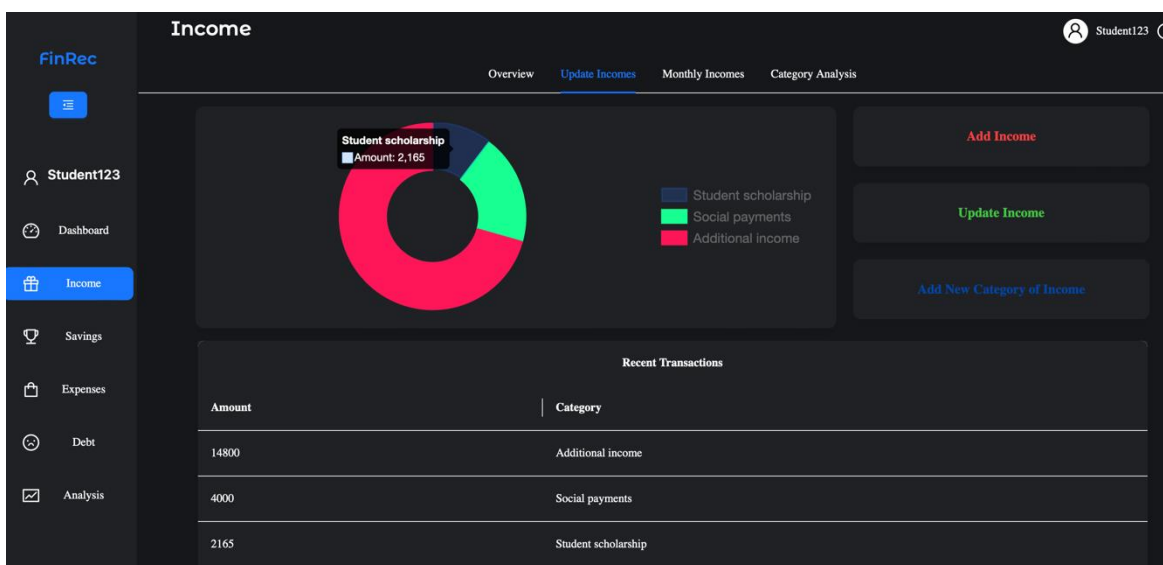 Income
Student123
FinRec
Overview Update Incomes Monthly Incomes Category Analysis
Student123
Dashboard
Income
Savings
Expenses
Debt
Analysis
Student scholarship
Amount: 2,165
Student scholarship
Social payments
Additional income
Add Income
Update Income
Add New Category of Income
Recent Transactions
Amount Category
14800 Additional income
4000 Social payments
2165 Student scholarship